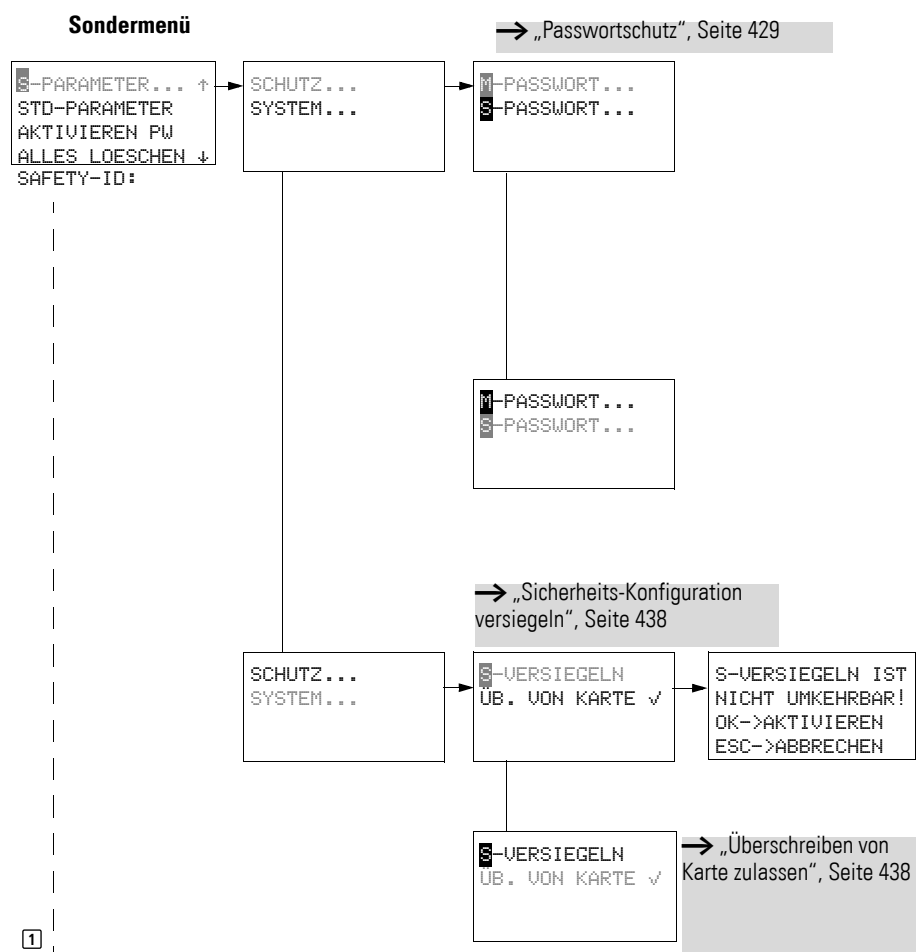 Sondermenü
→ „Passwortschutz“, Seite 429
S-PARAMETER... ↑
STD-PARAMETER
AKTIVIEREN PW
ALLES LOESCHEN ↓
SAFETY-ID:
SCHUTZ...
SYSTEM...
M-PASSWORT...
S-PASSWORT...
M-PASSWORT...
S-PASSWORT...
→ „Sicherheits-Konfiguration
versiegeln“, Seite 438
SCHUTZ...
SYSTEM...
S-VERSIEGELN
ÜB. VON KARTE √
S-VERSIEGELN IST
NICHT UMKEHRBAR!
OK->AKTIVIEREN
ESC->ABBRECHEN
S-VERSIEGELN
ÜB. VON KARTE √
→ „Überschreiben von
Karte zulassen“, Seite 438
1